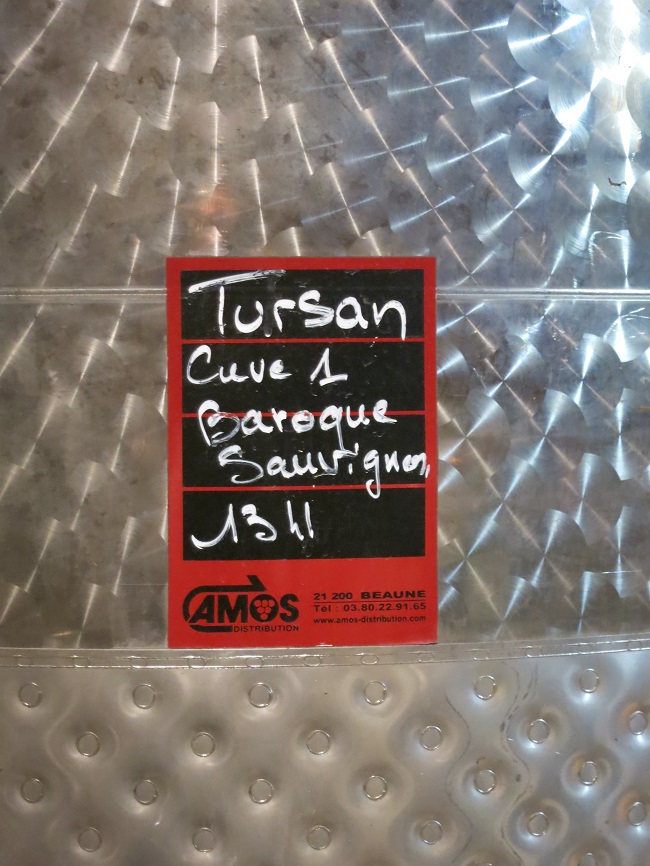 Tursan
Cuve 1
Baroque
Sauvignon
13 hl
AMOS
DISTRIBUTION
21 200 BEAUNE
Tél : 03.80.22.91.65
www.amos-distribution.com